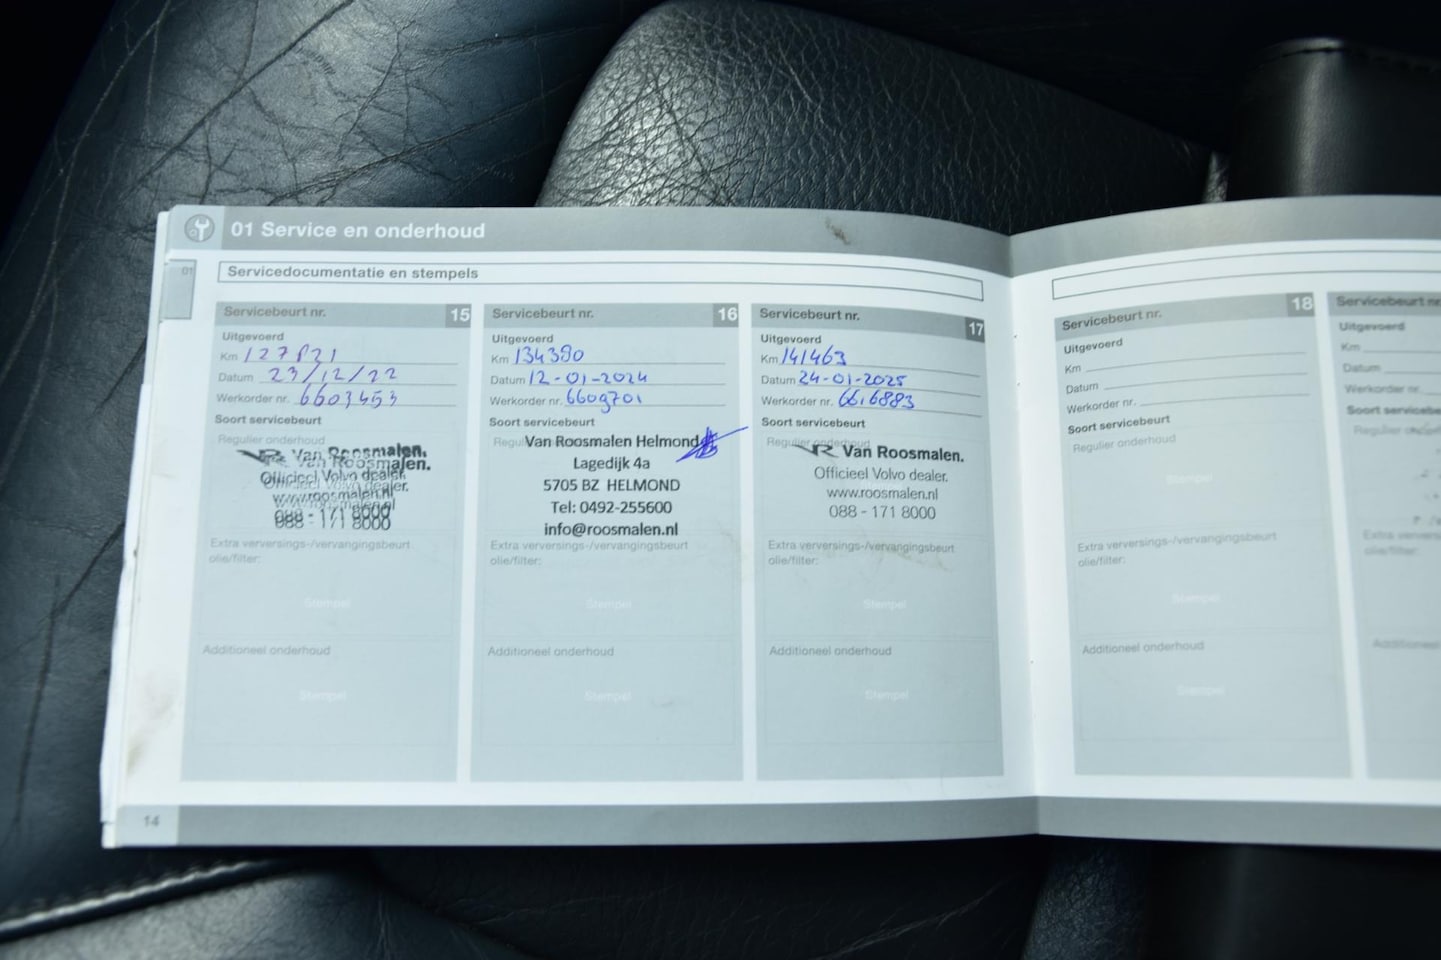 01 Service en onderhoud
01
Servicedocumentatie en stempels
Servicebeurt nr. 15
Uitgevoerd
Km
Datum 23/12/22
Werkorder nr. 6603453
Soort servicebeurt
Regulier onderhoud
Van Roosmalen.
Officieel Volvo dealer.
www.roosmalen.nl
088 - 171 8000
Extra verversings-/vervangingsbeurt
olie/filter:
Stempel
Additioneel onderhoud
Stempel
14
Servicebeurt nr. 16
Uitgevoerd
Km 134390
Datum 12-01-2024
Werkorder nr. 6609701
Soort servicebeurt
Van Roosmalen Helmond
Lagedijk 4a
5705 BZ HELMOND
Tel: 0492-255600
info@roosmalen.nl
Extra verversings-/vervangingsbeurt
olie/filter:
Stempel
Additioneel onderhoud
Stempel
Servicebeurt nr. 17
Uitgevoerd
Km 141463
Datum 24-01-2025
Werkorder nr. 6616883
Soort servicebeurt
Regulier onderhoud
Van Roosmalen.
Officieel Volvo dealer.
www.roosmalen.nl
088 - 171 8000
Extra verversings-/vervangingsbeurt
olie/filter:
Stempel
Additioneel onderhoud
Stempel
Servicebeurt nr. 18
Uitgevoerd
Km
Datum
Werkorder nr.
Soort servicebeurt
Regulier onderhoud
Stempel
Extra verversings-/vervangingsbeurt
olie/filter:
Stempel
Additioneel onderhoud
Stempel
Servicebeurt nr
Uitgevoerd
Km
Datum
Werkorder nr.
Soort
Regulier
Extra
olie/filter: